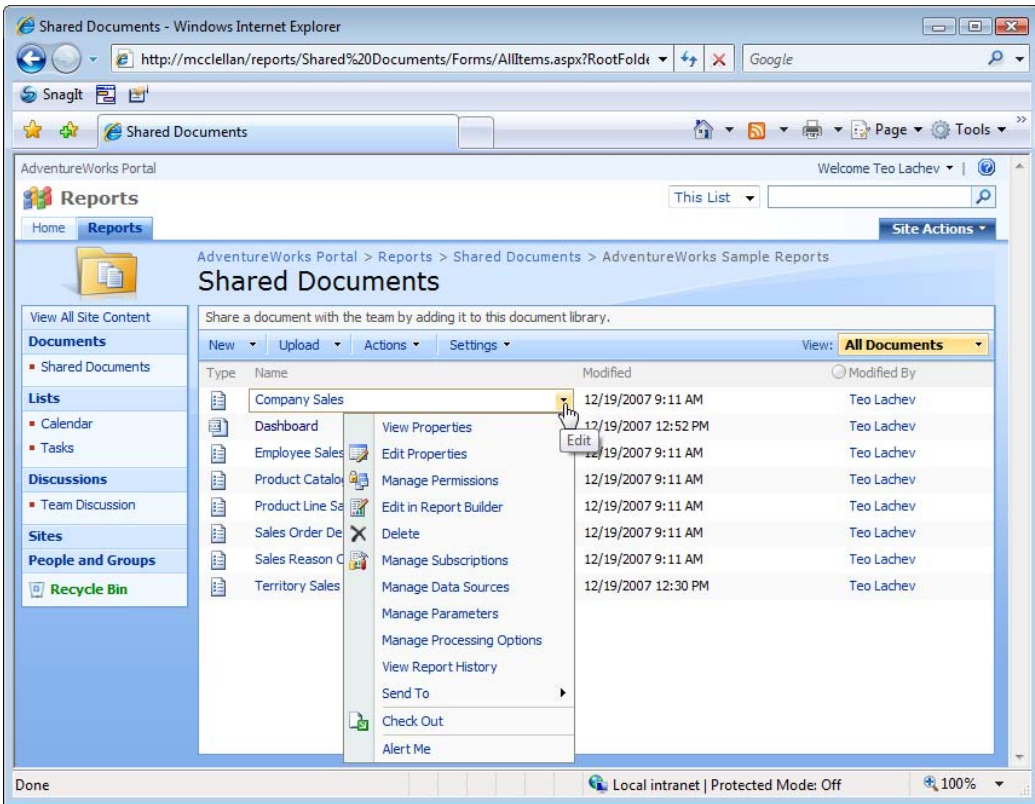 Shared Documents - Windows Internet Explorer
http://mcclellan/reports/Shared%20Documents/Forms/AllItems.aspx?RootFolde
Google
SnagIt
Shared Documents
Page
Tools
AdventureWorks Portal
Welcome Teo Lachev
Reports
This List
Home
Reports
Site Actions
AdventureWorks Portal > Reports > Shared Documents > AdventureWorks Sample Reports
Shared Documents
View All Site Content
Documents
Shared Documents
Lists
Calendar
Tasks
Discussions
Team Discussion
Sites
People and Groups
Recycle Bin
Share a document with the team by adding it to this document library.
New Upload Actions Settings View: All Documents
Type Name Modified Modified By
Company Sales 12/19/2007 9:11 AM Teo Lachev
Dashboard 12/19/2007 12:52 PM Teo Lachev
Employee Sales 12/19/2007 9:11 AM Teo Lachev
Product Catalo 12/19/2007 9:11 AM Teo Lachev
Product Line Sa 12/19/2007 9:11 AM Teo Lachev
Sales Order De 12/19/2007 9:11 AM Teo Lachev
Sales Reason C 12/19/2007 9:11 AM Teo Lachev
Territory Sales 12/19/2007 12:30 PM Teo Lachev
Edit
View Properties
Edit Properties
Manage Permissions
Edit in Report Builder
Delete
Manage Subscriptions
Manage Data Sources
Manage Parameters
Manage Processing Options
View Report History
Send To
Check Out
Alert Me
Done
Local intranet | Protected Mode: Off
100%